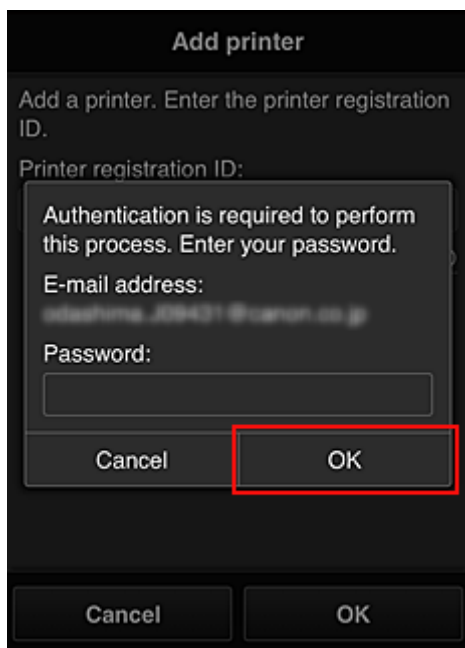 Add printer
Add a printer. Enter the printer registration
ID.
Printer registration ID:
Authentication is required to perform
this process. Enter your password.
E-mail address:
Password:
Cancel
OK
Cancel
OK